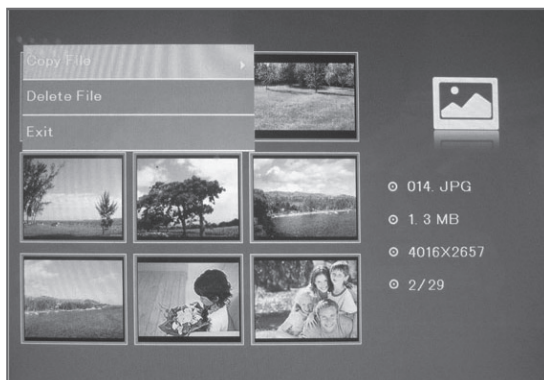 Copy File
Delete File
Exit
014. JPG
1. 3 MB
4016X2657
2/29